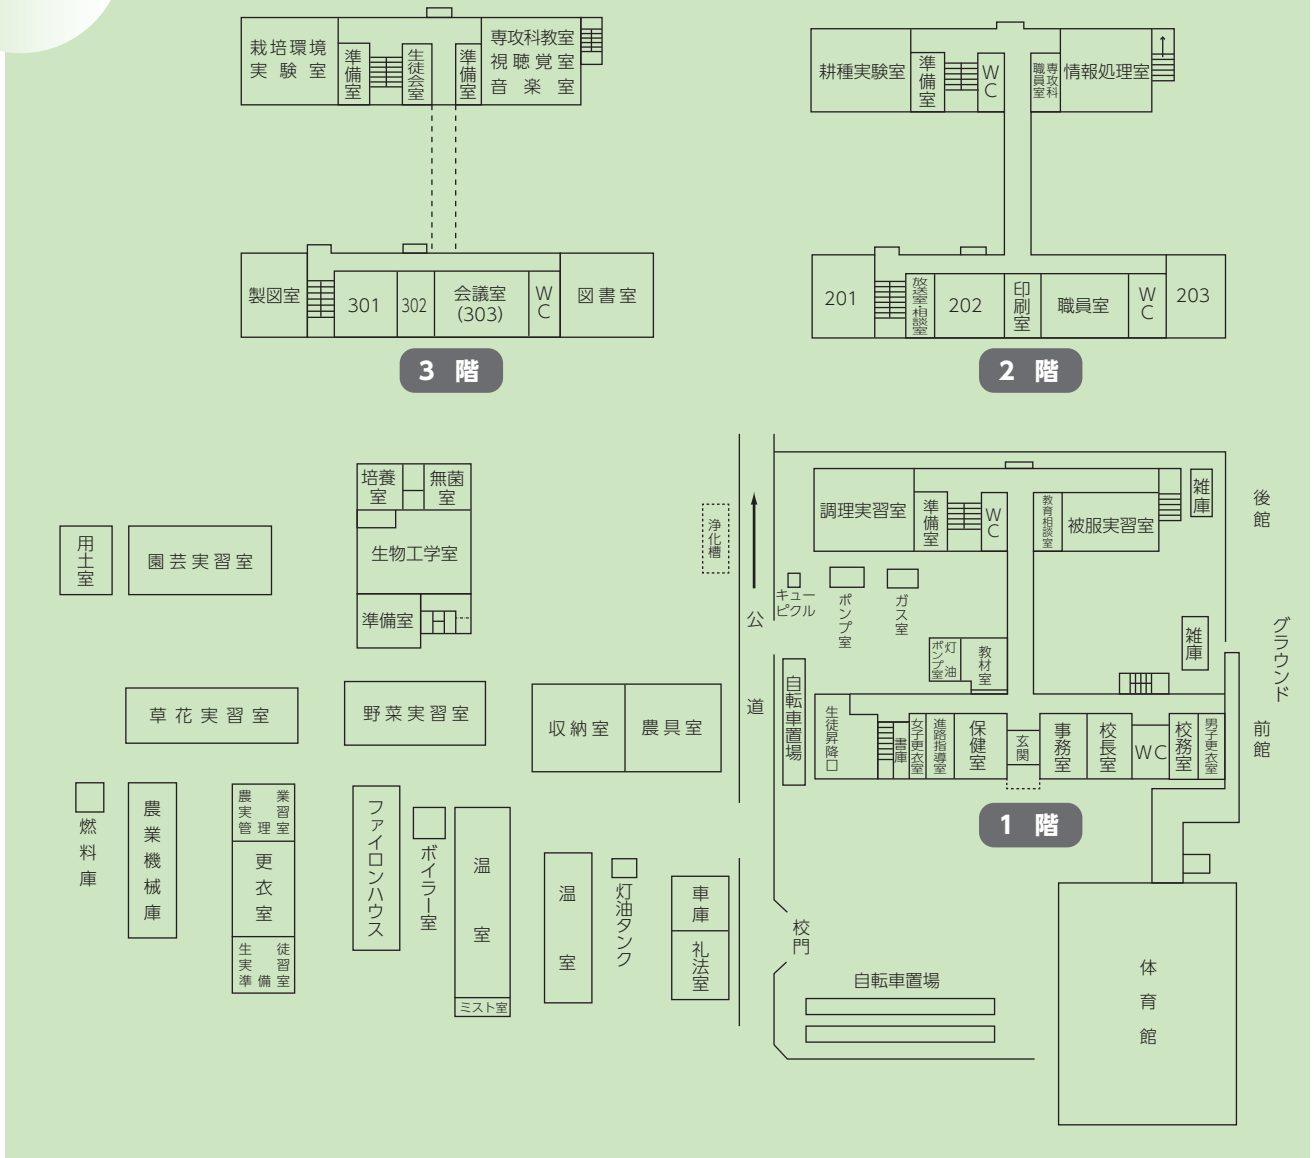 栽培環境
実験室
準備室
生徒会室
準備室
専攻科教室
視聴覚室
音楽室
製図室
301
302
会議室
(303)
WC
図書室
3 階
耕種実験室
準備室
WC
専攻科
職員室
情報処理室
201
放送室・相談室
202
印刷室
職員室
WC
203
2 階
培養室
無菌室
生物工学室
準備室
用土室
園芸実習室
草花実習室
野菜実習室
収納室
農具室
燃料庫
農業機械庫
農業
実習
管理室
更衣室
生徒
実習
準備室
ファイロンハウス
ボイラー室
温室
ミスト室
温室
灯油タンク
車庫
礼法室
浄化槽
公道
調理実習室
準備室
WC
教育相談室
被服実習室
雑庫
後館
キュー
ピクル
ポンプ室
ガス室
灯油
ポンプ室
教材室
雑庫
グラウンド
自転車置場
生徒昇降口
書庫
女子更衣室
進路指導室
保健室
玄関
事務室
校長室
WC
校務室
男子更衣室
前館
1 階
校門
自転車置場
体育館